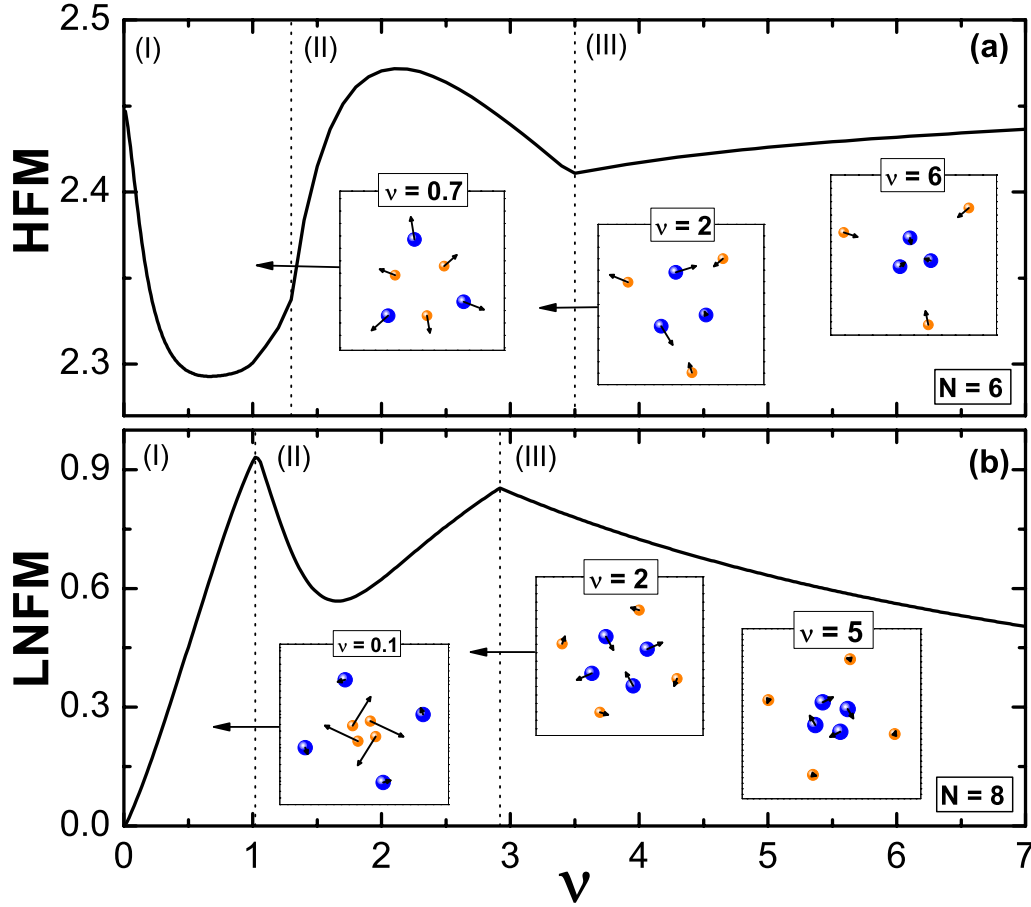 2.5
(I)
(II)
(III)
(a)
HFM
2.4
ν = 0.7
ν = 2
ν = 6
2.3
N = 6
(I)
(II)
(III)
(b)
LNFM
0.9
0.6
ν = 2
ν = 0.1
ν = 5
0.3
N = 8
0.0
0 1 2 3 4 5 6 7
ν